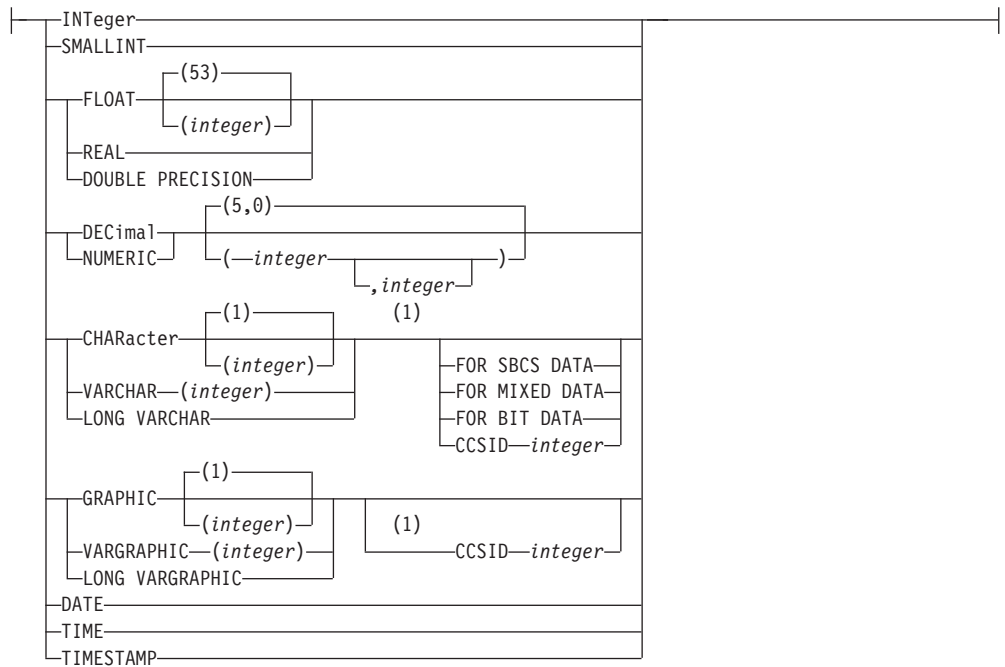 INTeger
SMALLINT
(53)
FLOAT
(integer)
REAL
DOUBLE PRECISION
(5,0)
DECimal
NUMERIC
( integer )
,integer
(1) (1)
CHARacter
(integer)
FOR SBCS DATA
VARCHAR (integer)
FOR MIXED DATA
LONG VARCHAR
FOR BIT DATA
CCSID integer
(1)
GRAPHIC
(integer) (1)
VARGRAPHIC (integer) CCSID integer
LONG VARGRAPHIC
DATE
TIME
TIMESTAMP